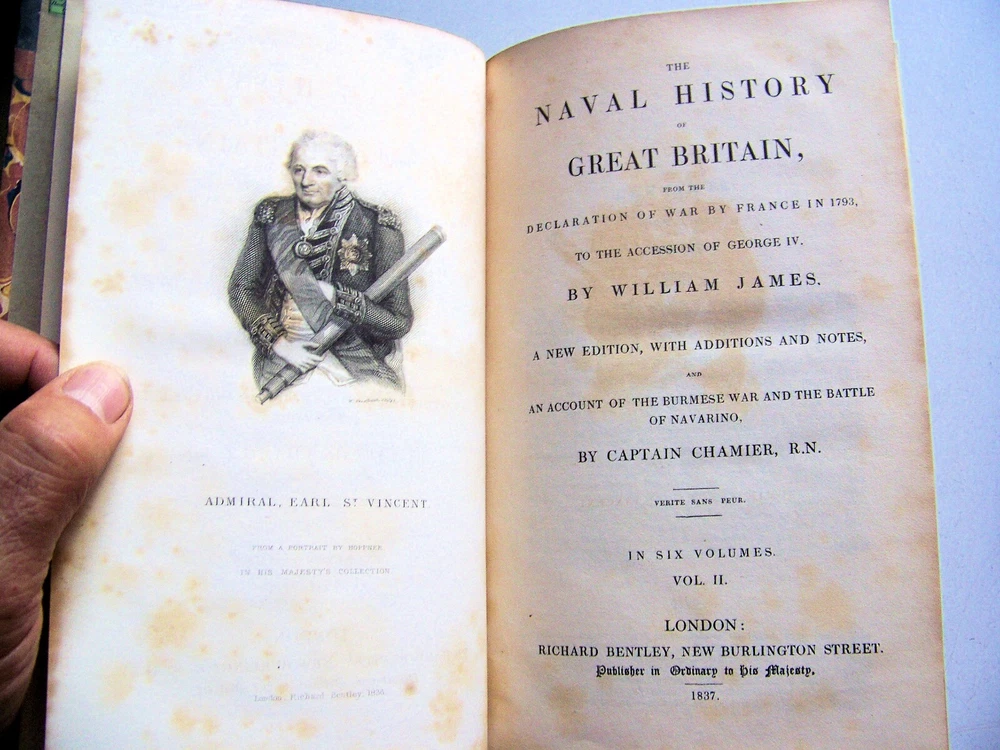 ADMIRAL, EARL ST VINCENT
FROM A PORTRAIT BY HOPPNER
IN HIS MAJESTY'S COLLECTION
London, Richard Bentley, 1836
THE
NAVAL HISTORY
OF
GREAT BRITAIN,
FROM THE
DECLARATION OF WAR BY FRANCE IN 1793,
TO THE ACCESSION OF GEORGE IV.
BY WILLIAM JAMES.
A NEW EDITION, WITH ADDITIONS AND NOTES,
AND
AN ACCOUNT OF THE BURMESE WAR AND THE BATTLE
OF NAVARINO,
BY CAPTAIN CHAMIER, R.N.
VERITE SANS PEUR.
IN SIX VOLUMES.
VOL. II.
LONDON:
RICHARD BENTLEY, NEW BURLINGTON STREET.
Publisher in Ordinary to His Majesty.
1837.